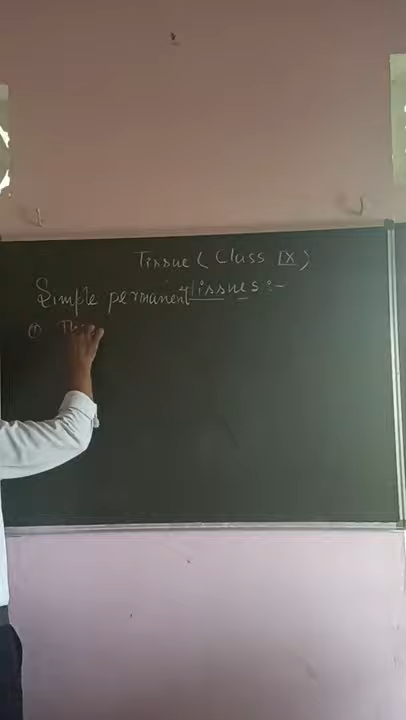 Tissue ( Class IX )
Simple permanent tissues :-
(1)